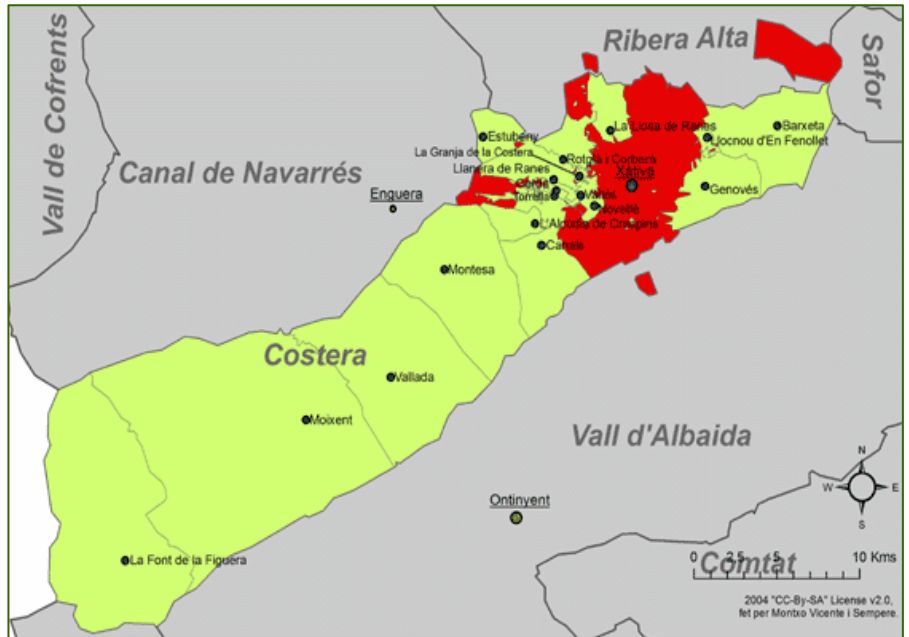 Ribera Alta
Safor
Vall de Cofrents
Canal de Navarrés
Estubeny
La Llosa de Ranes
Barxeta
Llocnou d'En Fenollet
La Granja de la Costera
Rotglà i Corberà
Llanera de Ranes
Xàtiva
Enguera
Cerdà
Torrella
Vallés
Genovés
Novellé
L'Alcudia de Crespins
Canals
Montesa
Costera
Vallada
Moixent
Vall d'Albaida
Ontinyent
N
W
E
S
La Font de la Figuera
Comtat
0 2,5 5 10 Kms
2004 "CC-By-SA" License v2.0,
fet per Montxo Vicente i Sempere.